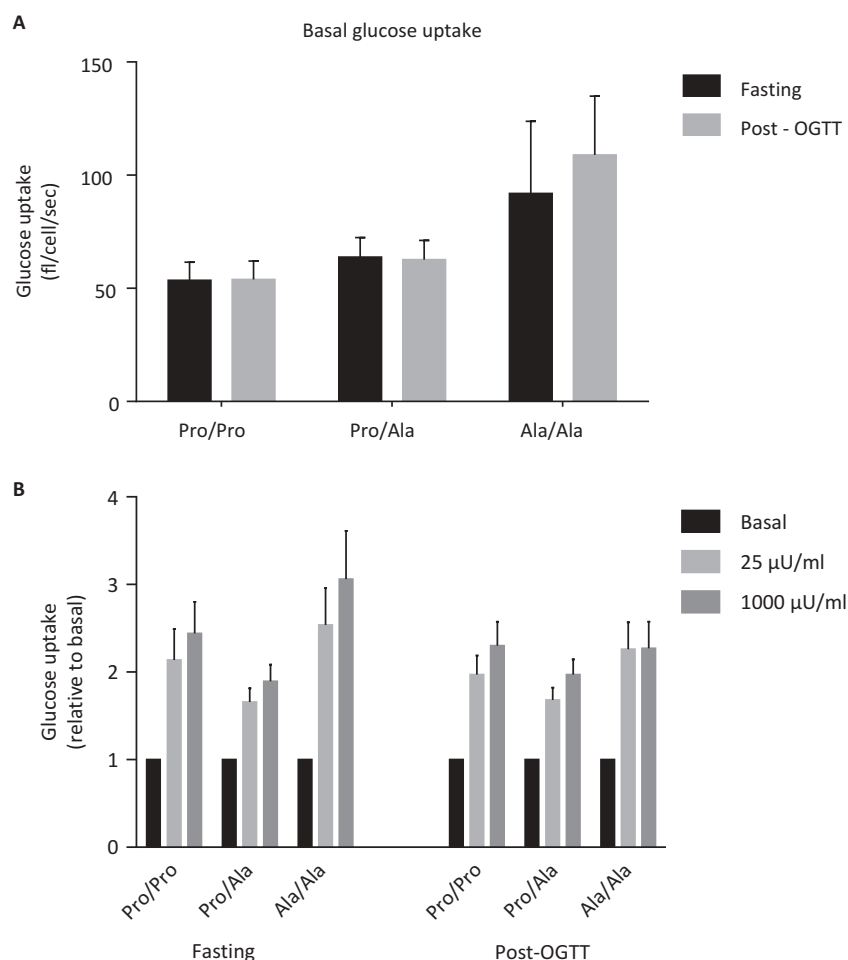 A
Basal glucose uptake
150
100
50
0
Glucose uptake
(fl/cell/sec)
Fasting
Post - OGTT
Pro/Pro
Pro/Ala
Ala/Ala
B
4
3
2
1
0
Glucose uptake
(relative to basal)
Basal
25 µU/ml
1000 µU/ml
Pro/Pro
Pro/Ala
Ala/Ala
Pro/Pro
Pro/Ala
Ala/Ala
Fasting
Post-OGTT